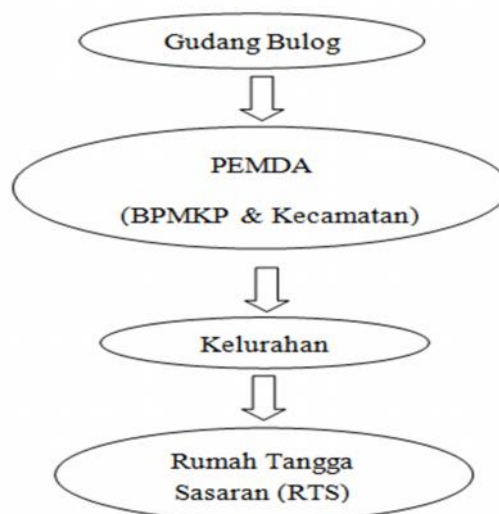 Gudang Bulog
PEMDA
(BPMKP & Kecamatan)
Kelurahan
Rumah Tangga
Sasaran (RTS)